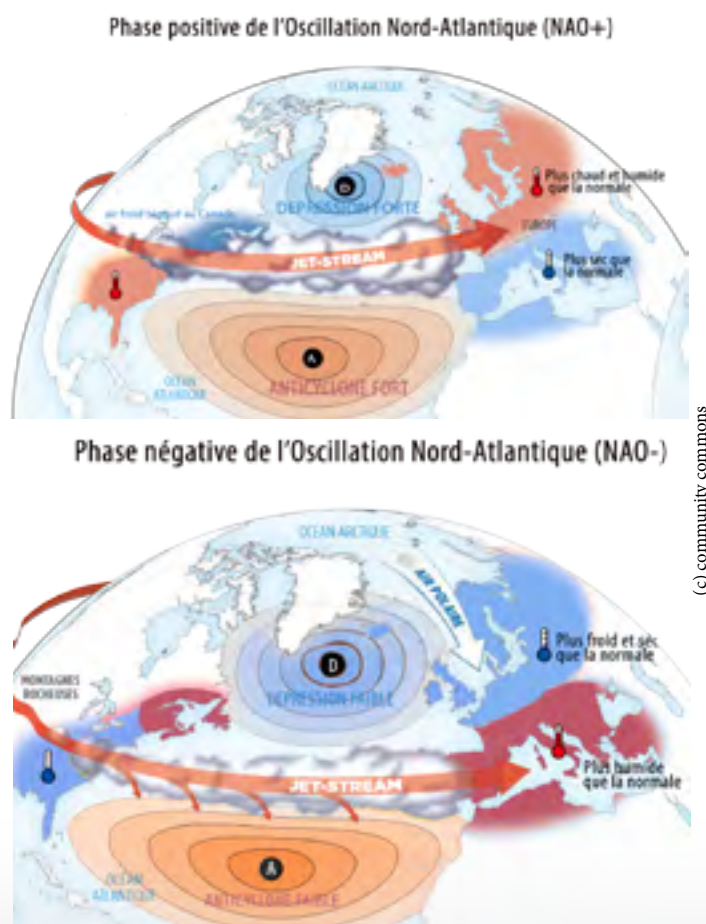 Phase positive de l'Oscillation Nord-Atlantique (NAO+)
OCEAN ARCTIQUE
D
DEPRESSION FORTE
Plus chaud et humide
que la normale
air froid
au Canada
EUROPE
JET-STREAM
Plus sec que
la normale
A
OCEAN
ATLANTIQUE
ANTICYCLONE FORT
(c) community commons
Phase négative de l'Oscillation Nord-Atlantique (NAO-)
OCEAN ARCTIQUE
AIR POLAIRE
Plus froid et sec
que la normale
D
MONTAGNES
ROCHEUSES
DEPRESSION FAIBLE
Plus humide
que la normale
JET-STREAM
A
OCEAN
ATLANTIQUE
ANTICYCLONE FAIBLE